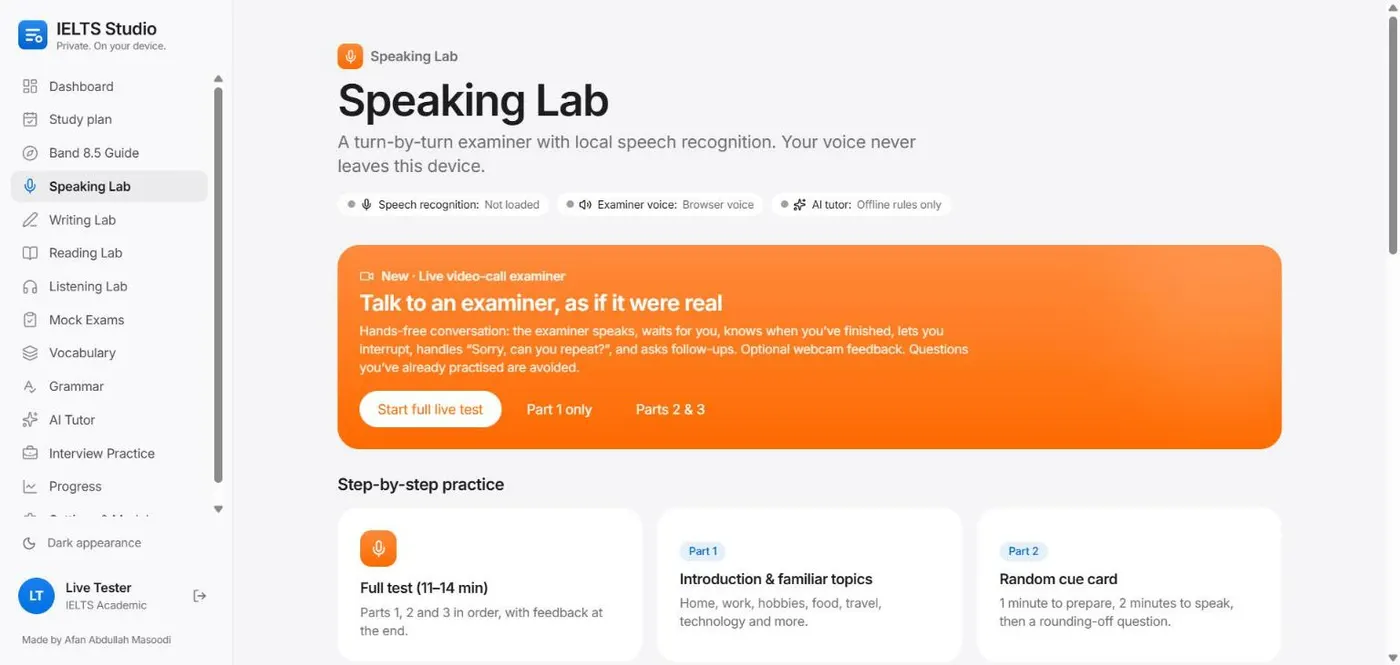 IELTS Studio
Private. On your device.
Dashboard
Study plan
Band 8.5 Guide
Speaking Lab
Writing Lab
Reading Lab
Listening Lab
Mock Exams
Vocabulary
Grammar
AI Tutor
Interview Practice
Progress
Dark appearance
LT
Live Tester
IELTS Academic
Made by Afan Abdullah Masoodi
Speaking Lab
Speaking Lab
A turn-by-turn examiner with local speech recognition. Your voice never
leaves this device.
Speech recognition: Not loaded
Examiner voice: Browser voice
AI tutor: Offline rules only
New · Live video-call examiner
Talk to an examiner, as if it were real
Hands-free conversation: the examiner speaks, waits for you, knows when you’ve finished, lets you
interrupt, handles “Sorry, can you repeat?”, and asks follow-ups. Optional webcam feedback. Questions
you’ve already practised are avoided.
Start full live test
Part 1 only
Parts 2 & 3
Step-by-step practice
Full test (11–14 min)
Parts 1, 2 and 3 in order, with feedback at
the end.
Part 1
Introduction & familiar topics
Home, work, hobbies, food, travel,
technology and more.
Part 2
Random cue card
1 minute to prepare, 2 minutes to speak,
then a rounding-off question.